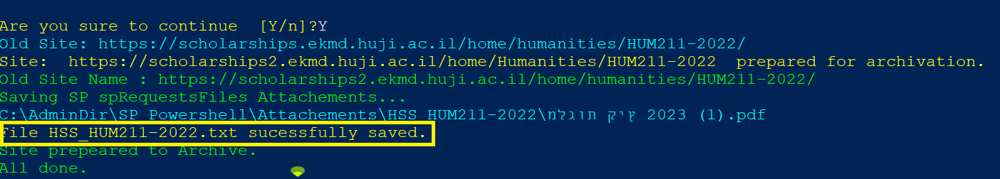 Are you sure to continue  [Y/n]?Y
Old Site: https://scholarships.ekmd.huji.ac.il/home/humanities/HUM211-2022/
Site:  https://scholarships2.ekmd.huji.ac.il/home/Humanities/HUM211-2022  prepared for archivation.
Old Site Name : https://scholarships2.ekmd.huji.ac.il/home/humanities/HUM211-2022/
Saving SP spRequestsFiles Attachements...
C:\AdminDir\SP_Powershell\Attachements\HSS_HUM211-2022\מלגות קיץ 2023 (1).pdf
File HSS_HUM211-2022.txt sucessfully saved.
Site prepeared to Archive.
All done.